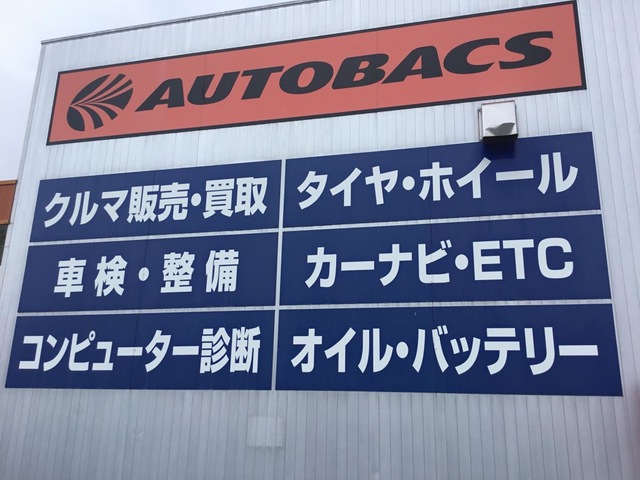 AUTOBACS
クルマ販売・買取
タイヤ・ホイール
車検・整備
カーナビ・ETC
コンピューター診断
オイル・バッテリー